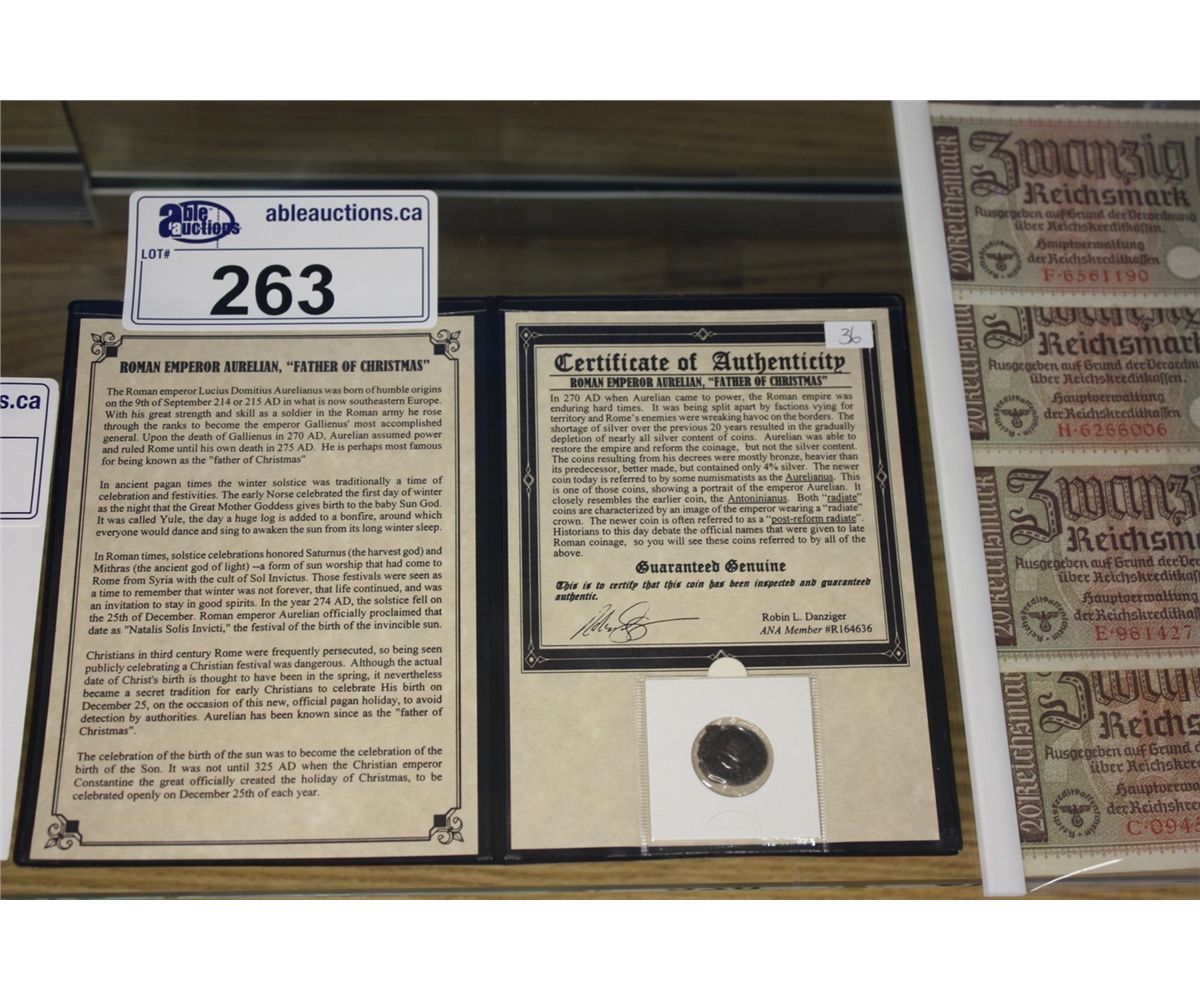 able auctions
ableauctions.ca
LOT#
263
s.ca
ROMAN EMPEROR AURELIAN, "FATHER OF CHRISTMAS"
The Roman emperor Lucius Domitius Aurelianus was born of humble origins
on the 9th of September 214 or 215 AD in what is now southeastern Europe.
With his great strength and skill as a soldier in the Roman army he rose
through the ranks to become the emperor Gallienus' most accomplished
general. Upon the death of Gallienus in 270 AD, Aurelian assumed power
and ruled Rome until his own death in 275 AD. He is perhaps most famous
for being known as the "father of Christmas"
In ancient pagan times the winter solstice was traditionally a time of
celebration and festivities. The early Norse celebrated the first day of winter
as the night that the Great Mother Goddess gives birth to the baby Sun God.
It was called Yule, the day a huge log is added to a bonfire, around which
everyone would dance and sing to awaken the sun from its long winter sleep.
In Roman times, solstice celebrations honored Saturnus (the harvest god) and
Mithras (the ancient god of light) --a form of sun worship that had come to
Rome from Syria with the cult of Sol Invictus. Those festivals were seen as
a time to remember that winter was not forever, that life continued, and was
an invitation to stay in good spirits. In the year 274 AD, the solstice fell on
the 25th of December. Roman emperor Aurelian officially proclaimed that
date as "Natalis Solis Invicti," the festival of the birth of the invincible sun.
Christians in third century Rome were frequently persecuted, so being seen
publicly celebrating a Christian festival was dangerous. Although the actual
date of Christ's birth is thought to have been in the spring, it nevertheless
became a secret tradition for early Christians to celebrate His birth on
December 25, on the occasion of this new, official pagan holiday, to avoid
detection by authorities. Aurelian has been known since as the "father of
Christmas".
The celebration of the birth of the sun was to become the celebration of the
birth of the Son. It was not until 325 AD when the Christian emperor
Constantine the great officially created the holiday of Christmas, to be
celebrated openly on December 25th of each year.
36
Certificate of Authenticity
ROMAN EMPEROR AURELIAN, "FATHER OF CHRISTMAS"
In 270 AD when Aurelian came to power, the Roman empire was
enduring hard times. It was being split apart by factions vying for
territory and Rome's enemies were wreaking havoc on the borders. The
shortage of silver over the previous 20 years resulted in the gradually
depletion of nearly all silver content of coins. Aurelian was able to
restore the empire and reform the coinage, but not the silver content.
The coins resulting from his decrees were mostly bronze, heavier than
its predecessor, better made, but contained only 4% silver. The newer
coin today is referred to by some numismatists as the Aurelianus. This
is one of those coins, showing a portrait of the emperor Aurelian. It
closely resembles the earlier coin, the Antoninianus. Both "radiate"
coins are characterized by an image of the emperor wearing a "radiate"
crown. The newer coin is often referred to as a "post-reform radiate".
Historians to this day debate the official names that were given to late
Roman coinage, so you will see these coins referred to by all of the
above.
Guaranteed Genuine
This is to certify that this coin has been inspected and guaranteed
authentic.
Robin L. Danziger
ANA Member #R164636
20 Reichsmark
Zwanzig
Reichsmark
Ausgegeben auf Grund der Verordnung
über Reichskreditkassen.
Hauptverwaltung
der Reichskreditkassen
F·6561190
Reichsmark
Reichsmark
Ausgegeben auf Grund der Verordnun
über Reichskreditkassen.
Hauptverwaltung
der Reichskreditkassen
H·6266006
20 Reichsmark
Zwanz
Reichsm
Ausgegeben auf Grund der Ve
über Reichskreditk
Hauptverwaltung
der Reichskreditkass
E·981427
20 Reichsmark
Zwan
Reichs
Ausgegeben auf Grund d
über Reichskre
Hauptverw
der Reichskre
C·094